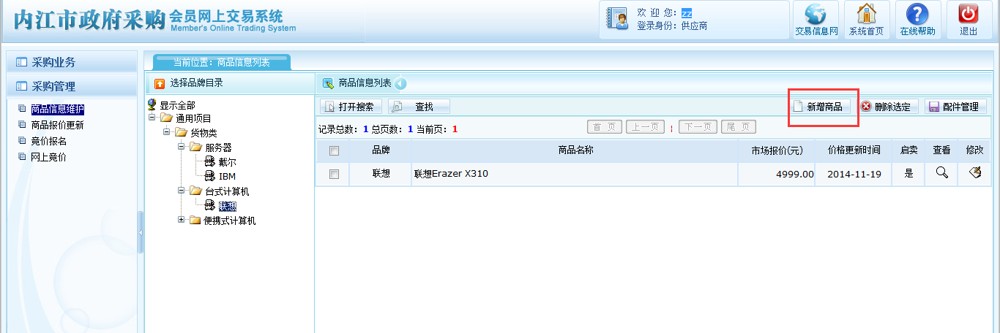 内江市政府采购 会员网上交易系统
Member's Online Trading System
欢 迎 您：zz
登录身份：供应商
交易信息网 系统首页 在线帮助 退出
采购业务
采购管理
商品信息维护
商品报价更新
竞价报名
网上竞价
当前位置：商品信息列表
选择品牌目录
显示全部
通用项目
货物类
服务器
戴尔
IBM
台式计算机
联想
便携式计算机
商品信息列表
打开搜索 查找 新增商品 删除选定 配件管理
记录总数：1 总页数：1 当前页：1 首 页 上一页 ¦ 下一页 尾 页
品牌 商品名称 市场报价(元) 价格更新时间 启卖 查看 修改
联想 联想Erazer X310 4999.00 2014-11-19 是